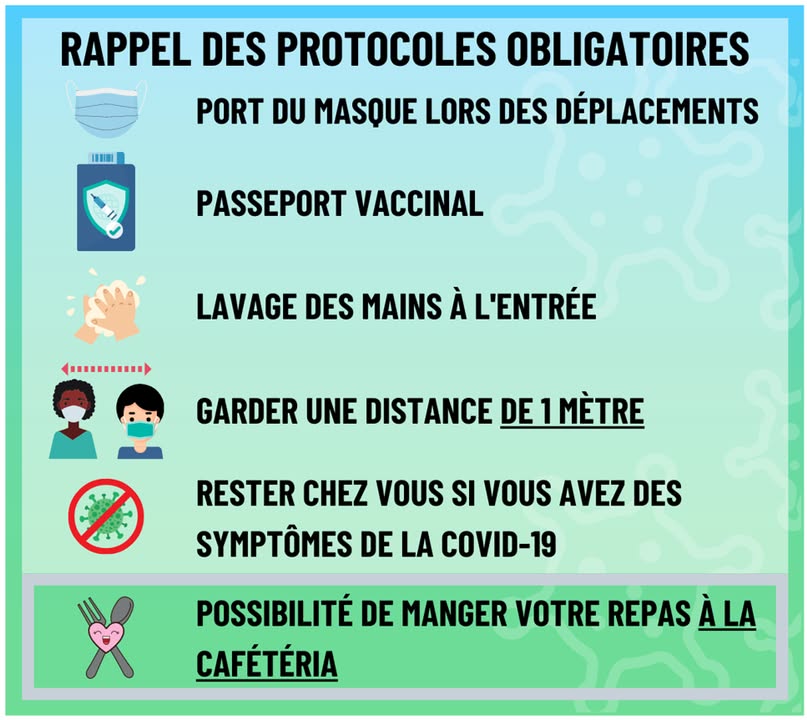 RAPPEL DES PROTOCOLES OBLIGATOIRES
PORT DU MASQUE LORS DES DÉPLACEMENTS
PASSEPORT VACCINAL
LAVAGE DES MAINS À L'ENTRÉE
GARDER UNE DISTANCE DE 1 MÈTRE
RESTER CHEZ VOUS SI VOUS AVEZ DES
SYMPTÔMES DE LA COVID-19
POSSIBILITÉ DE MANGER VOTRE REPAS À LA
CAFÉTÉRIA